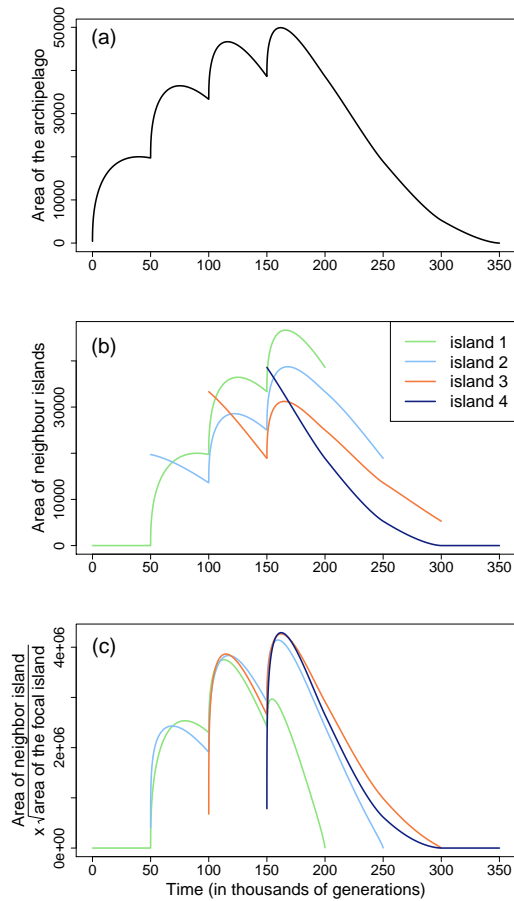 (a)
Area of the archipelago
0 10000 30000 50000
0 50 100 150 200 250 300 350
(b)
Area of neighbour islands
0 10000 30000
island 1
island 2
island 3
island 4
0 50 100 150 200 250 300 350
(c)
Area of neighbor island
x √area of the focal island
0e+00 2e+06 4e+06
0 50 100 150 200 250 300 350
Time (in thousands of generations)